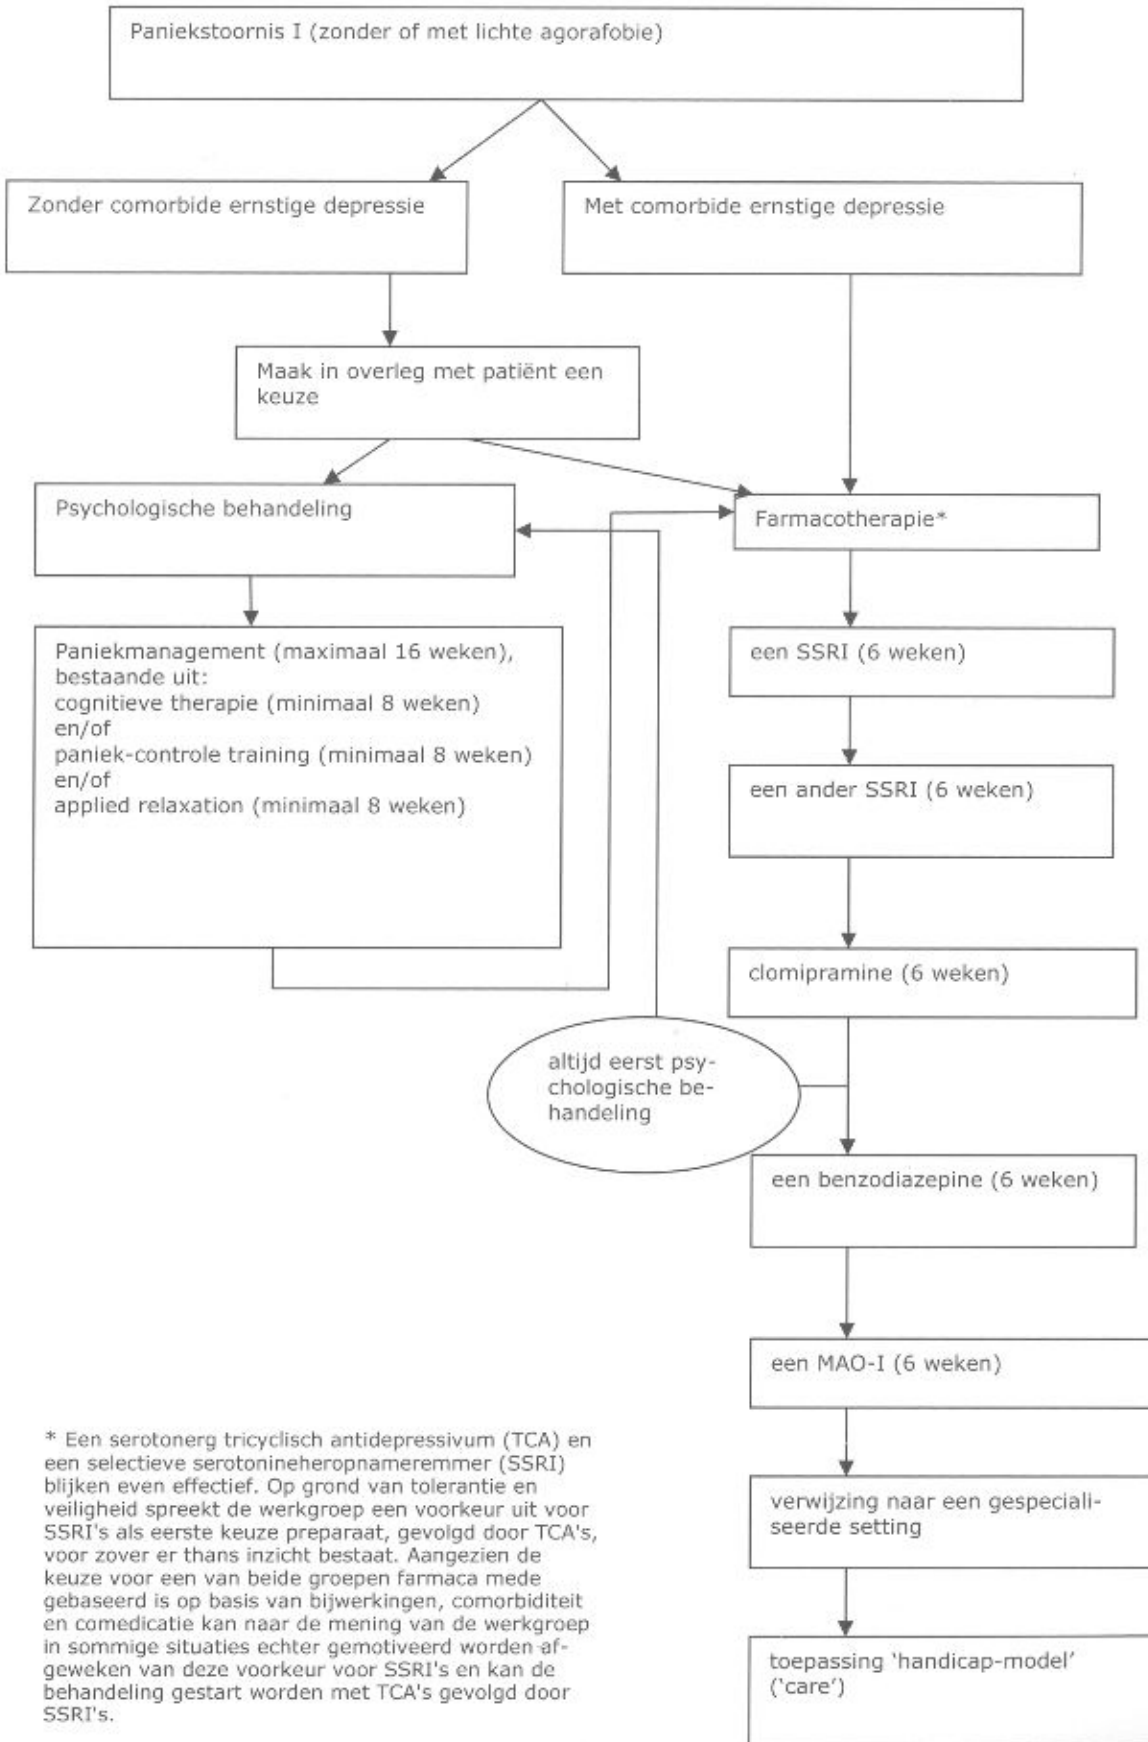 Paniekstoornis I (zonder of met lichte agorafobie)
Zonder comorbide ernstige depressie
Met comorbide ernstige depressie
Maak in overleg met patiënt een
keuze
Psychologische behandeling
Farmacotherapie*
Paniekmanagement (maximaal 16 weken),
bestaande uit:
cognitieve therapie (minimaal 8 weken)
en/of
paniek-controle training (minimaal 8 weken)
en/of
applied relaxation (minimaal 8 weken)
een SSRI (6 weken)
een ander SSRI (6 weken)
clomipramine (6 weken)
altijd eerst psy-
chologische be-
handeling
een benzodiazepine (6 weken)
een MAO-I (6 weken)
verwijzing naar een gespeciali-
seerde setting
toepassing ‘handicap-model’
(‘care’)
* Een serotonerg tricyclisch antidepressivum (TCA) en
een selectieve serotonineheropnameremmer (SSRI)
blijken even effectief. Op grond van tolerantie en
veiligheid spreekt de werkgroep een voorkeur uit voor
SSRI's als eerste keuze preparaat, gevolgd door TCA's,
voor zover er thans inzicht bestaat. Aangezien de
keuze voor een van beide groepen farmaca mede
gebaseerd is op basis van bijwerkingen, comorbiditeit
en comedicatie kan naar de mening van de werkgroep
in sommige situaties echter gemotiveerd worden af-
geweken van deze voorkeur voor SSRI's en kan de
behandeling gestart worden met TCA's gevolgd door
SSRI's.